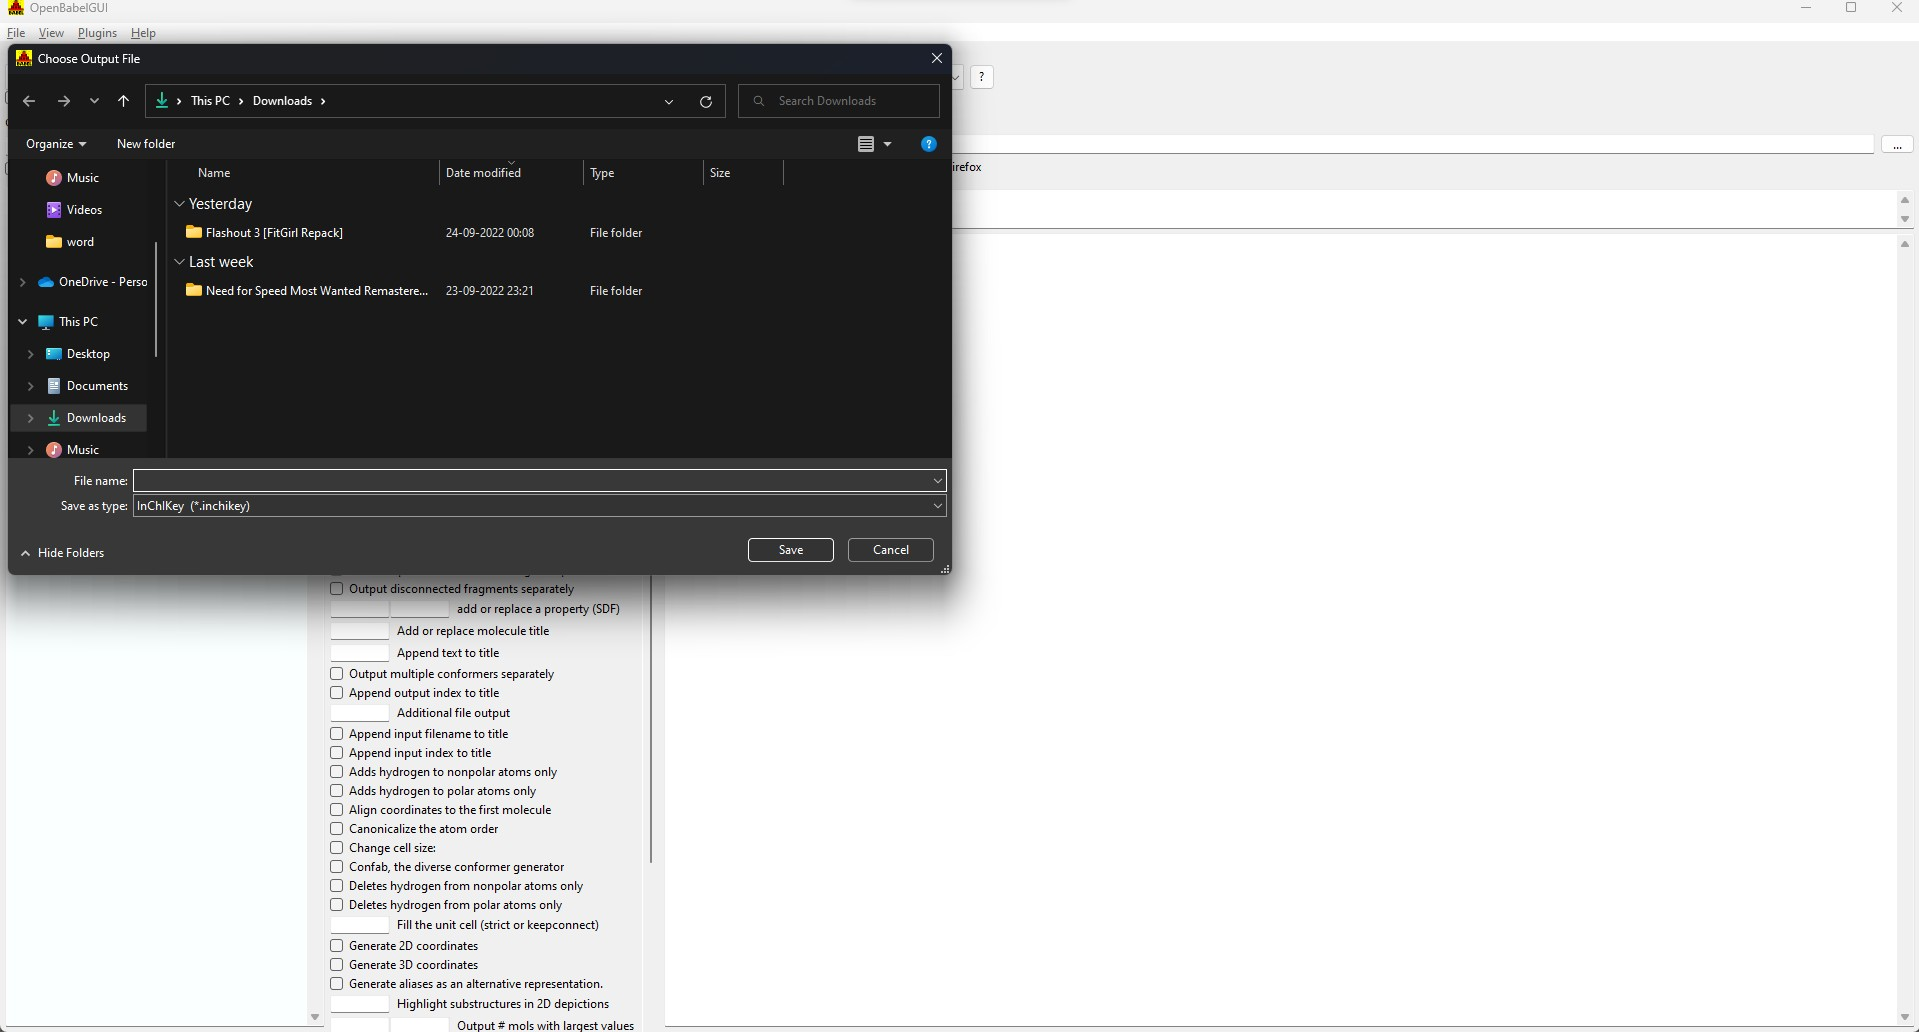 OpenBabelGUI
File View Plugins Help
Choose Output File
This PC Downloads
Search Downloads
?
Organize New folder
?
...
Name Date modified Type Size
irefox
Music
Videos
word
OneDrive - Perso
This PC
Desktop
Documents
Downloads
Music
Yesterday
Flashout 3 [FitGirl Repack] 24-09-2022 00:08 File folder
Last week
Need for Speed Most Wanted Remastere... 23-09-2022 23:21 File folder
File name:
Save as type: InChIKey (*.inchikey)
Hide Folders
Save Cancel
Output disconnected fragments separately
add or replace a property (SDF)
Add or replace molecule title
Append text to title
Output multiple conformers separately
Append output index to title
Additional file output
Append input filename to title
Append input index to title
Adds hydrogen to nonpolar atoms only
Adds hydrogen to polar atoms only
Align coordinates to the first molecule
Canonicalize the atom order
Change cell size:
Confab, the diverse conformer generator
Deletes hydrogen from nonpolar atoms only
Deletes hydrogen from polar atoms only
Fill the unit cell (strict or keepconnect)
Generate 2D coordinates
Generate 3D coordinates
Generate aliases as an alternative representation.
Highlight substructures in 2D depictions
Output # mols with largest values